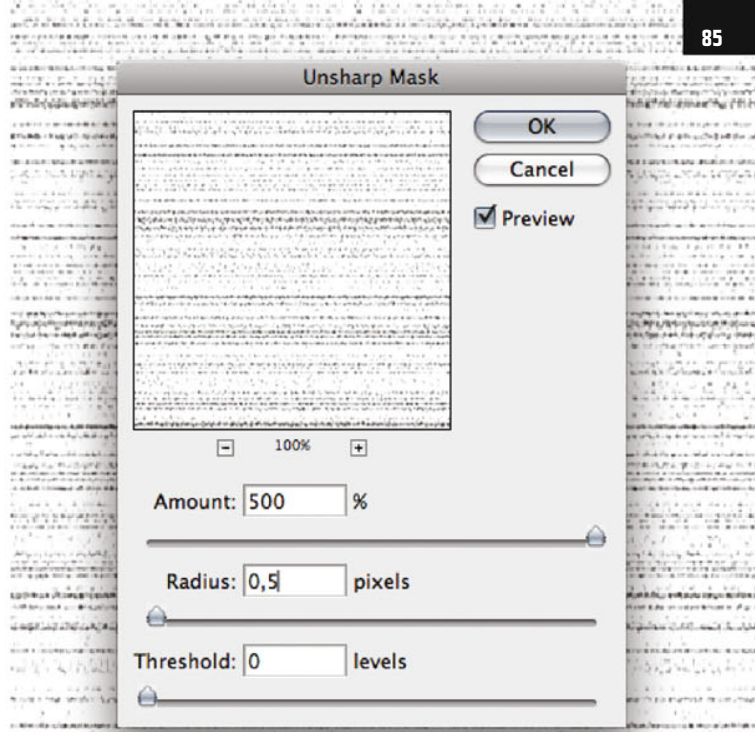 85
Unsharp Mask
OK
Cancel
Preview
100%
Amount: 500 %
Radius: 0,5 pixels
Threshold: 0 levels